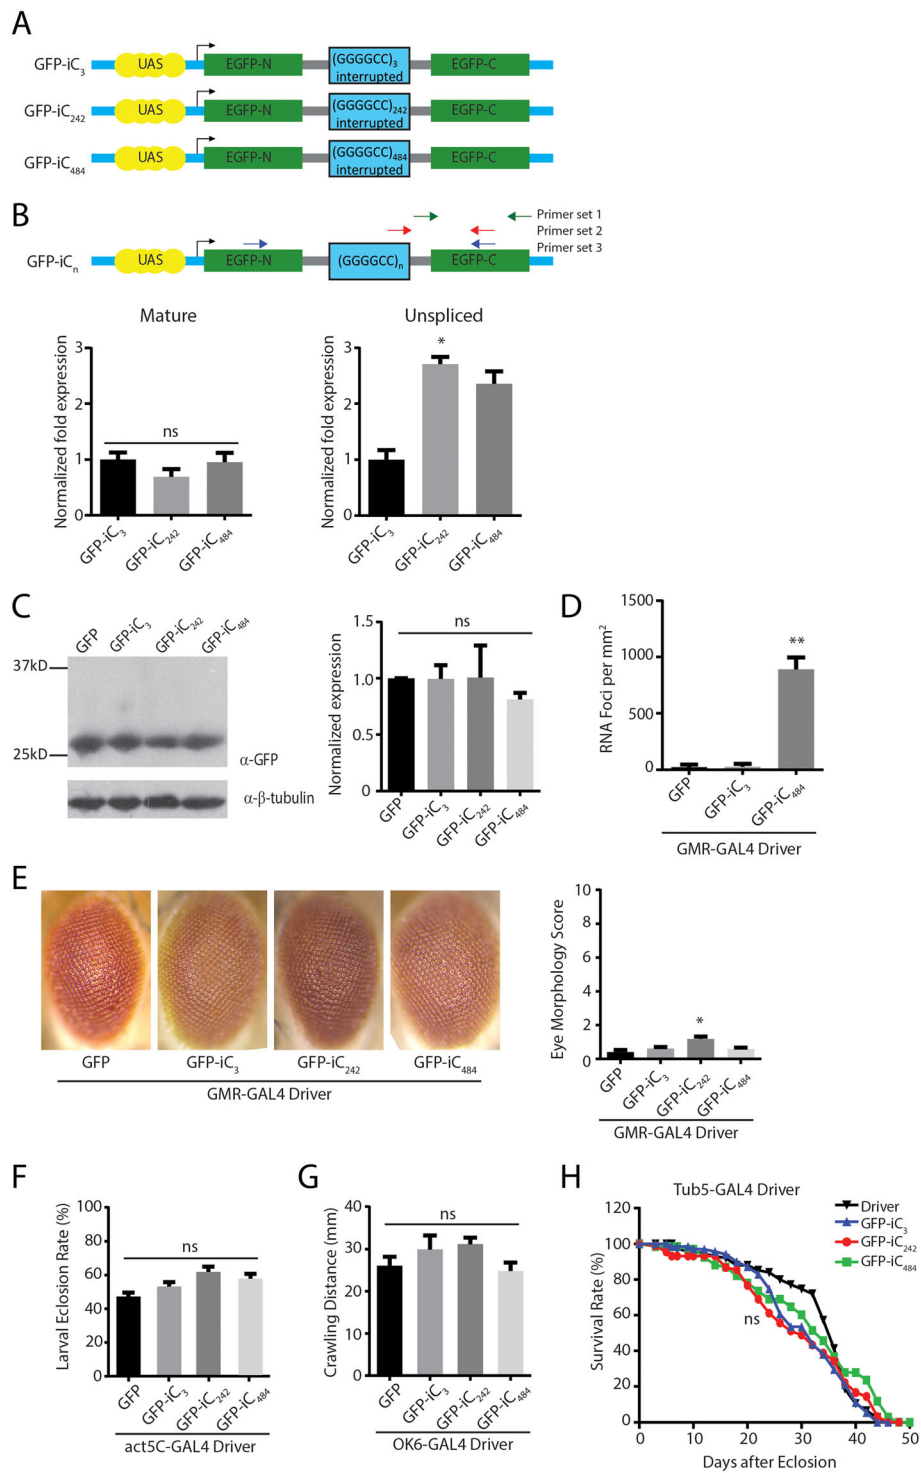 A
GFP-iC3 UAS EGFP-N (GGGGCC)3 interrupted EGFP-C
GFP-iC242 UAS EGFP-N (GGGGCC)242 interrupted EGFP-C
GFP-iC484 UAS EGFP-N (GGGGCC)484 interrupted EGFP-C
B
Primer set 1
Primer set 2
Primer set 3
GFP-iCn UAS EGFP-N (GGGGCC)n EGFP-C
Mature
Normalized fold expression
3
2
1
0
ns
GFP-iC3 GFP-iC242 GFP-iC484
Unspliced
Normalized fold expression
3
2
1
0
*
GFP-iC3 GFP-iC242 GFP-iC484
C
GFP GFP-iC3 GFP-iC242 GFP-iC484
37kD
25kD
α-GFP
α-β-tubulin
Normalized expression
1.5
1.0
0.5
0.0
ns
GFP GFP-iC3 GFP-iC242 GFP-iC484
D
RNA Foci per mm2
1500
1000
500
0
**
GFP GFP-iC3 GFP-iC484
GMR-GAL4 Driver
E
GFP GFP-iC3 GFP-iC242 GFP-iC484
GMR-GAL4 Driver
Eye Morphology Score
10
8
6
4
2
0
*
GFP GFP-iC3 GFP-iC242 GFP-iC484
GMR-GAL4 Driver
F
Larval Eclosion Rate (%)
100
80
60
40
20
0
ns
GFP GFP-iC3 GFP-iC242 GFP-iC484
act5C-GAL4 Driver
G
Crawling Distance (mm)
40
30
20
10
0
ns
GFP GFP-iC3 GFP-iC242 GFP-iC484
OK6-GAL4 Driver
H
Tub5-GAL4 Driver
Driver
GFP-iC3
GFP-iC242
GFP-iC484
Survival Rate (%)
120
100
80
60
40
20
0
ns
0 10 20 30 40 50
Days after Eclosion